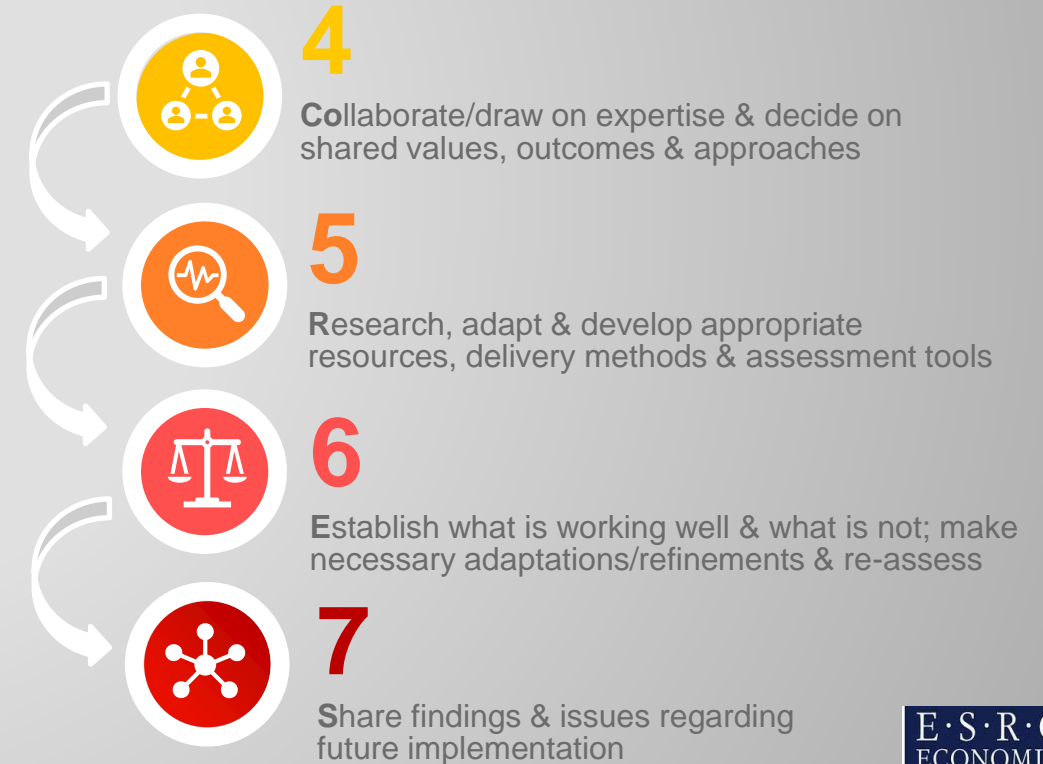 4
Collaborate/draw on expertise & decide on
shared values, outcomes & approaches
5
Research, adapt & develop appropriate
resources, delivery methods & assessment tools
6
Establish what is working well & what is not; make
necessary adaptations/refinements & re-assess
7
Share findings & issues regarding
future implementation
E·S·R·C
ECONOMI